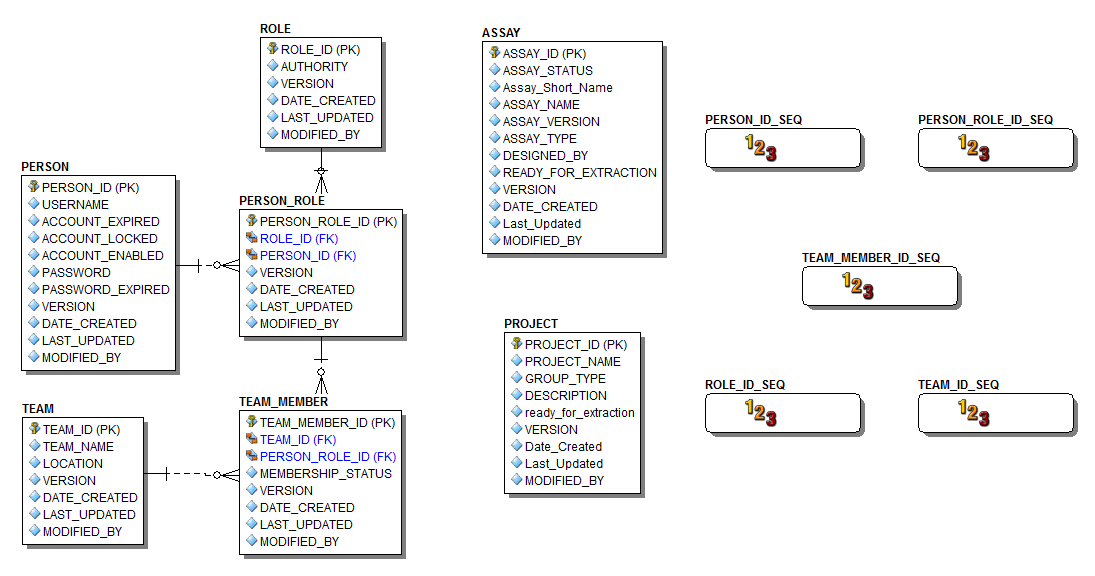 ROLE
ROLE_ID (PK)
AUTHORITY
VERSION
DATE_CREATED
LAST_UPDATED
MODIFIED_BY
PERSON
PERSON_ID (PK)
USERNAME
ACCOUNT_EXPIRED
ACCOUNT_LOCKED
ACCOUNT_ENABLED
PASSWORD
PASSWORD_EXPIRED
VERSION
DATE_CREATED
LAST_UPDATED
MODIFIED_BY
PERSON_ROLE
PERSON_ROLE_ID (PK)
ROLE_ID (FK)
PERSON_ID (FK)
VERSION
DATE_CREATED
LAST_UPDATED
MODIFIED_BY
TEAM
TEAM_ID (PK)
TEAM_NAME
LOCATION
VERSION
DATE_CREATED
LAST_UPDATED
MODIFIED_BY
TEAM_MEMBER
TEAM_MEMBER_ID (PK)
TEAM_ID (FK)
PERSON_ROLE_ID (FK)
MEMBERSHIP_STATUS
VERSION
DATE_CREATED
LAST_UPDATED
MODIFIED_BY
ASSAY
ASSAY_ID (PK)
ASSAY_STATUS
Assay_Short_Name
ASSAY_NAME
ASSAY_VERSION
ASSAY_TYPE
DESIGNED_BY
READY_FOR_EXTRACTION
VERSION
DATE_CREATED
Last_Updated
MODIFIED_BY
PROJECT
PROJECT_ID (PK)
PROJECT_NAME
GROUP_TYPE
DESCRIPTION
ready_for_extraction
VERSION
Date_Created
Last_Updated
MODIFIED_BY
PERSON_ID_SEQ
123
PERSON_ROLE_ID_SEQ
123
TEAM_MEMBER_ID_SEQ
123
ROLE_ID_SEQ
123
TEAM_ID_SEQ
123